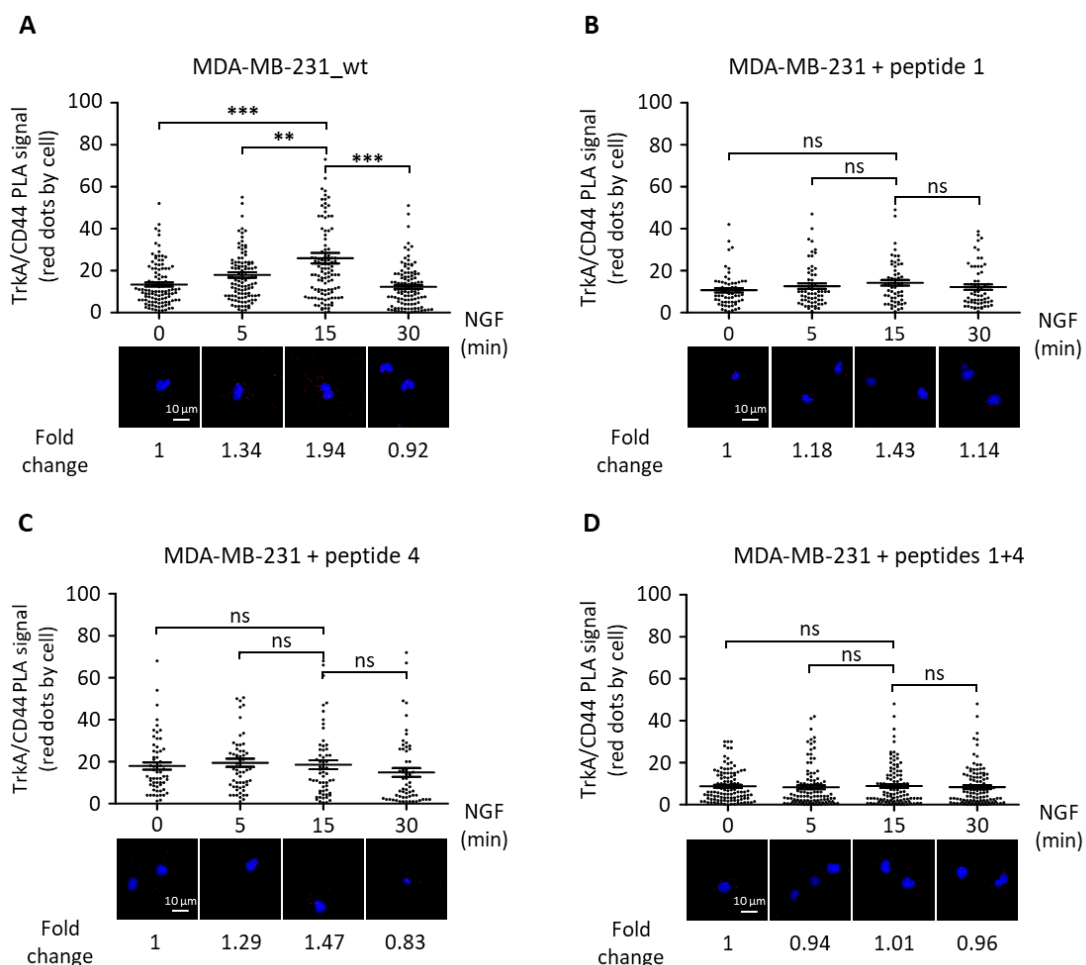 A
MDA-MB-231_wt
TrkA/CD44 PLA signal
(red dots by cell)
100
80
60
40
20
0
***
**
***
0 5 15 30
NGF
(min)
10 µm
Fold
change
1 1.34 1.94 0.92
B
MDA-MB-231 + peptide 1
TrkA/CD44 PLA signal
(red dots by cell)
100
80
60
40
20
0
ns
ns
ns
0 5 15 30
NGF
(min)
10 µm
Fold
change
1 1.18 1.43 1.14
C
MDA-MB-231 + peptide 4
TrkA/CD44 PLA signal
(red dots by cell)
100
80
60
40
20
0
ns
ns
ns
0 5 15 30
NGF
(min)
10 µm
Fold
change
1 1.29 1.47 0.83
D
MDA-MB-231 + peptides 1+4
TrkA/CD44 PLA signal
(red dots by cell)
100
80
60
40
20
0
ns
ns
ns
0 5 15 30
NGF
(min)
10 µm
Fold
change
1 0.94 1.01 0.96